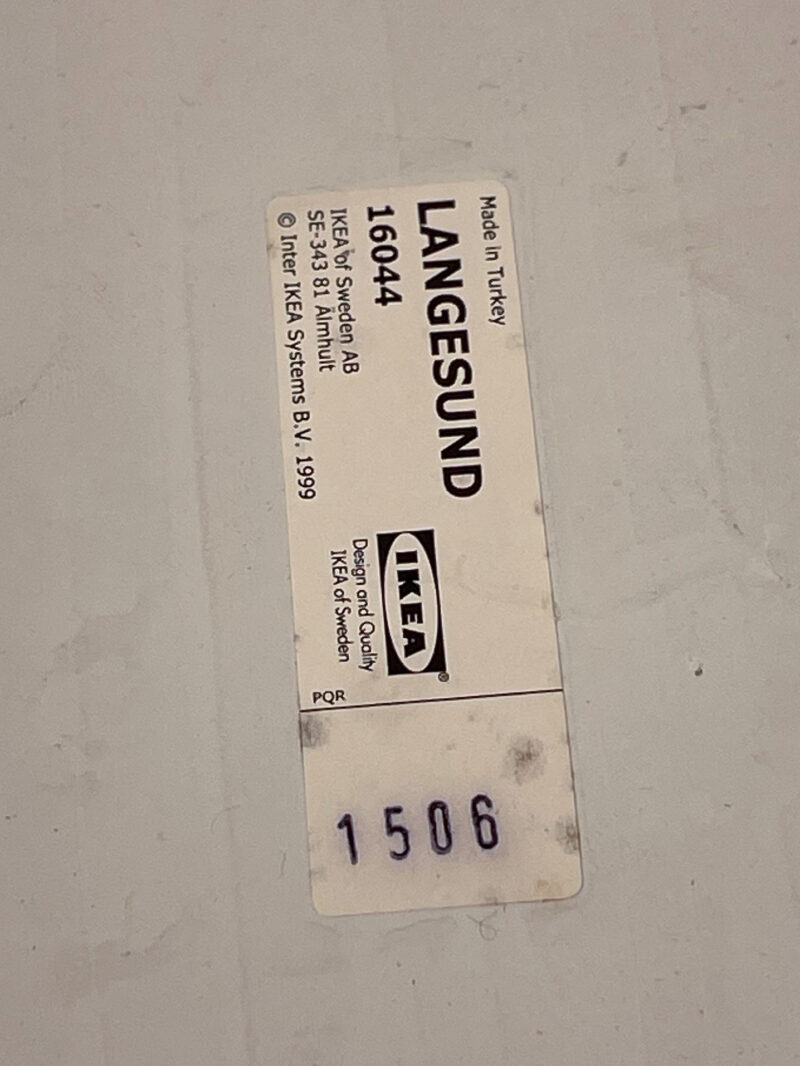 Made in Turkey
LANGESUND
16044
IKEA of Sweden AB
SE-343 81 Älmhult
© Inter IKEA Systems B.V. 1999
IKEA®
Design and Quality
IKEA of Sweden
PQR
1506